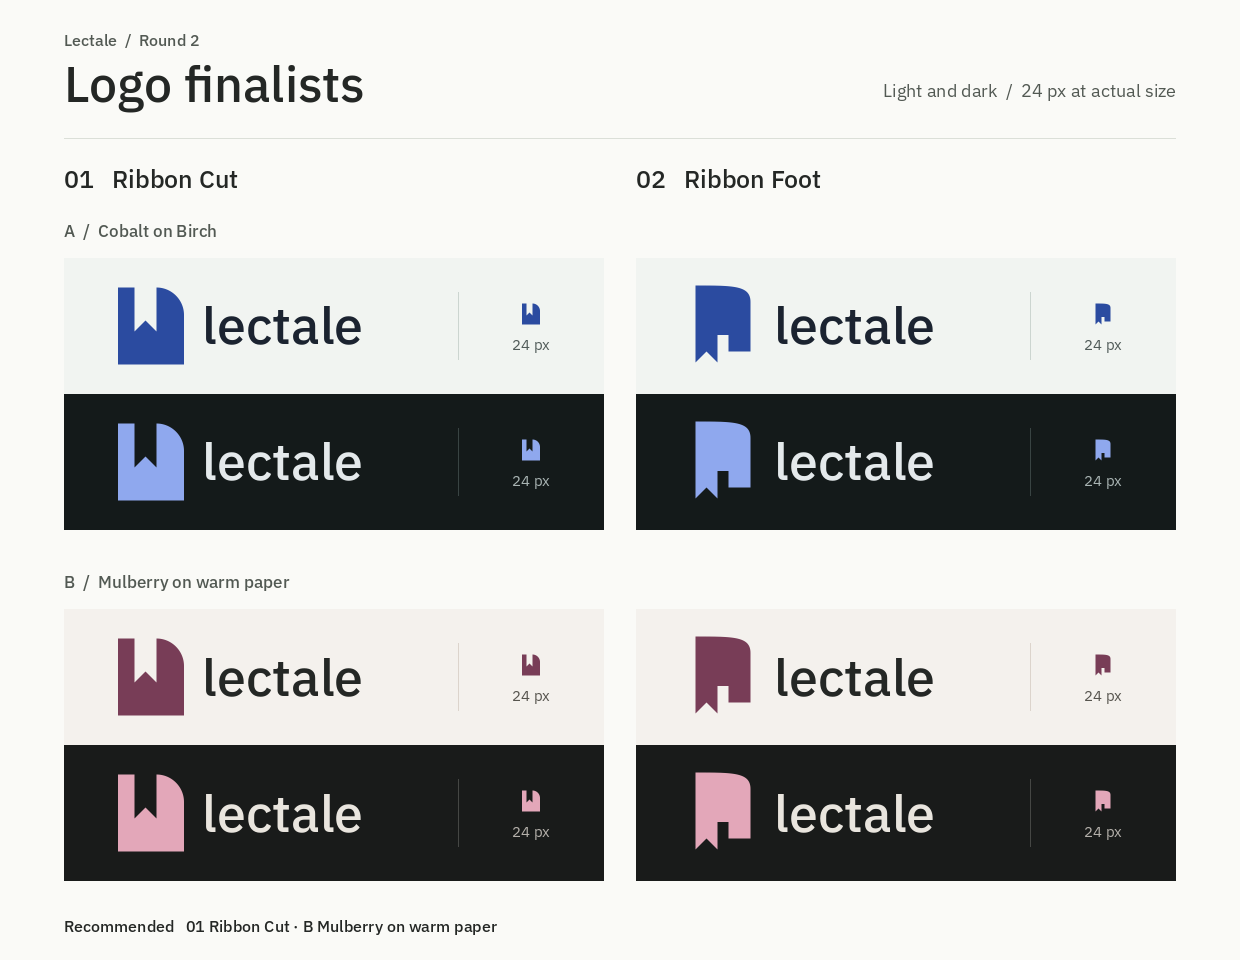 Lectale / Round 2
Logo finalists
Light and dark / 24 px at actual size
01 Ribbon Cut
02 Ribbon Foot
A / Cobalt on Birch
lectale
24 px
lectale
24 px
lectale
24 px
lectale
24 px
B / Mulberry on warm paper
lectale
24 px
lectale
24 px
lectale
24 px
lectale
24 px
Recommended 01 Ribbon Cut · B Mulberry on warm paper